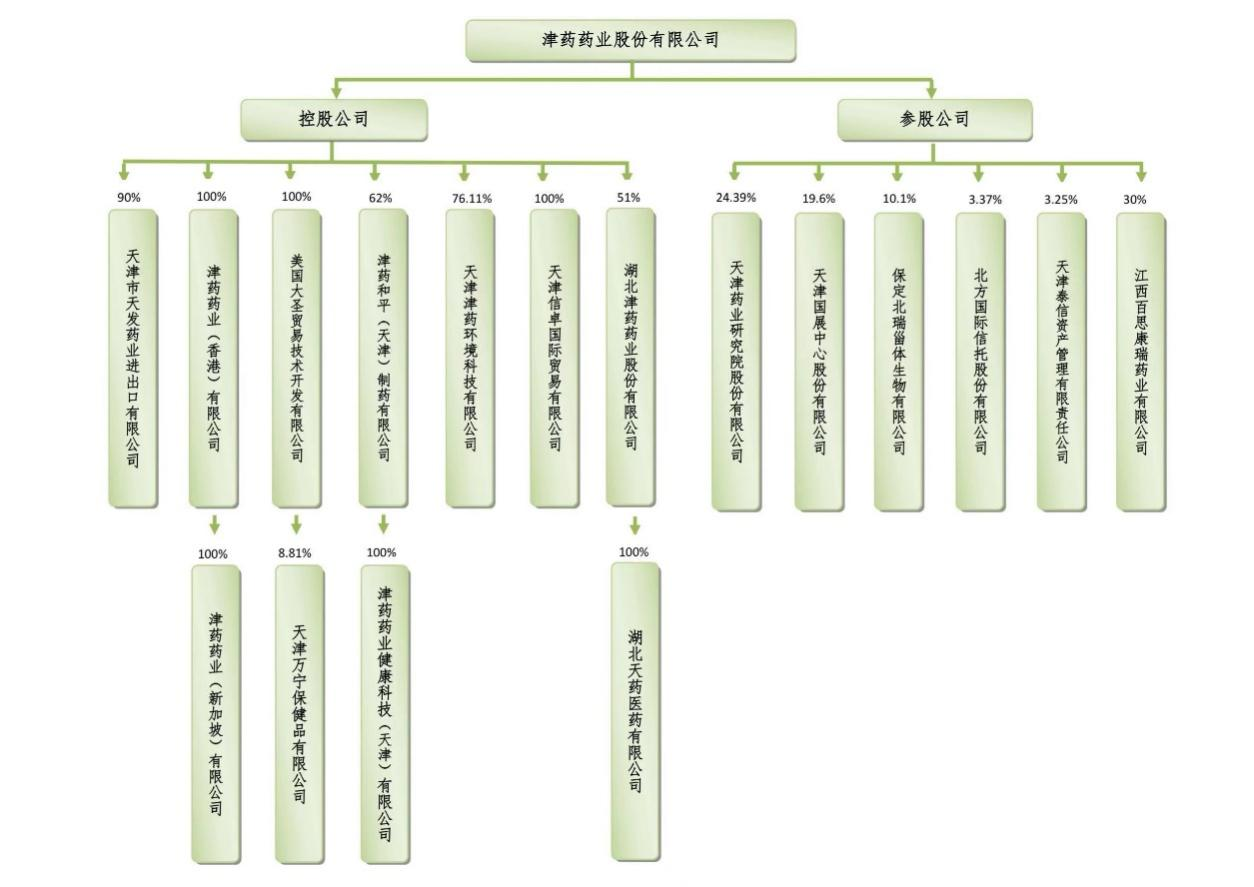 津药药业股份有限公司
控股公司
参股公司
90%
100%
100%
62%
76.11%
100%
51%
24.39%
19.6%
10.1%
3.37%
3.25%
30%
天津市天发药业进出口有限公司
津药药业（香港）有限公司
美国大圣贸易技术开发有限公司
津药和平（天津）制药有限公司
天津津药环境科技有限公司
天津信卓国际贸易有限公司
湖北津药药业股份有限公司
天津药业研究院股份有限公司
天津国展中心股份有限公司
保定北瑞甾体生物有限公司
北方国际信托股份有限公司
天津泰信资产管理有限责任公司
江西百思康瑞药业有限公司
100%
8.81%
100%
100%
津药药业（新加坡）有限公司
天津万宁保健品有限公司
津药药业健康科技（天津）有限公司
湖北天药医药有限公司